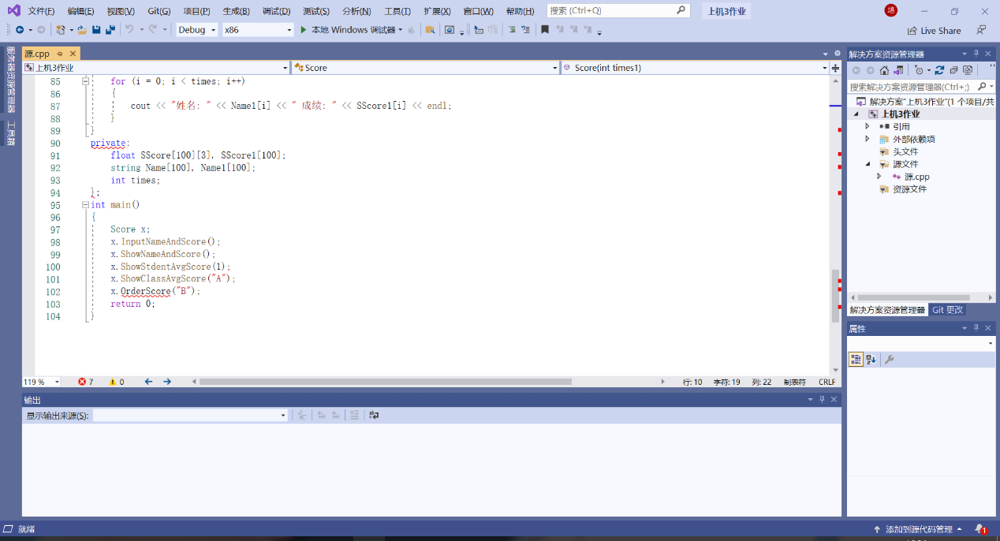 文件(F) 编辑(E) 视图(V) Git(G) 项目(P) 生成(B) 调试(D) 测试(S) 分析(N) 工具(T) 扩展(X) 窗口(W) 帮助(H) 搜索 (Ctrl+Q) 上机3作业 培
Debug x86 本地 Windows 调试器 Live Share
服务器资源管理器
工具箱
源.cpp
上机3作业 Score Score(int times1)
85 for (i = 0; i < times; i++)
86 {
87 cout << "姓名: " << Name1[i] << " 成绩: " << SScore1[i] << endl;
88 }
89 }
90 private:
91 float SScore[100][3], SScore1[100];
92 string Name[100], Name1[100];
93 int times;
94 };
95 int main()
96 {
97 Score x;
98 x.InputNameAndScore();
99 x.ShowNameAndScore();
100 x.ShowStdentAvgScore(1);
101 x.ShowClassAvgScore("A");
102 x.OrderScore("B");
103 return 0;
104 }
119 % 7 0 行: 10 字符: 19 列: 22 制表符 CRLF
输出
显示输出来源(S):
解决方案资源管理器
搜索解决方案资源管理器(Ctrl+;)
解决方案"上机3作业"(1 个项目/共
上机3作业
引用
外部依赖项
头文件
源文件
源.cpp
资源文件
解决方案资源管理器 Git 更改
属性
就绪 添加到源代码管理 1